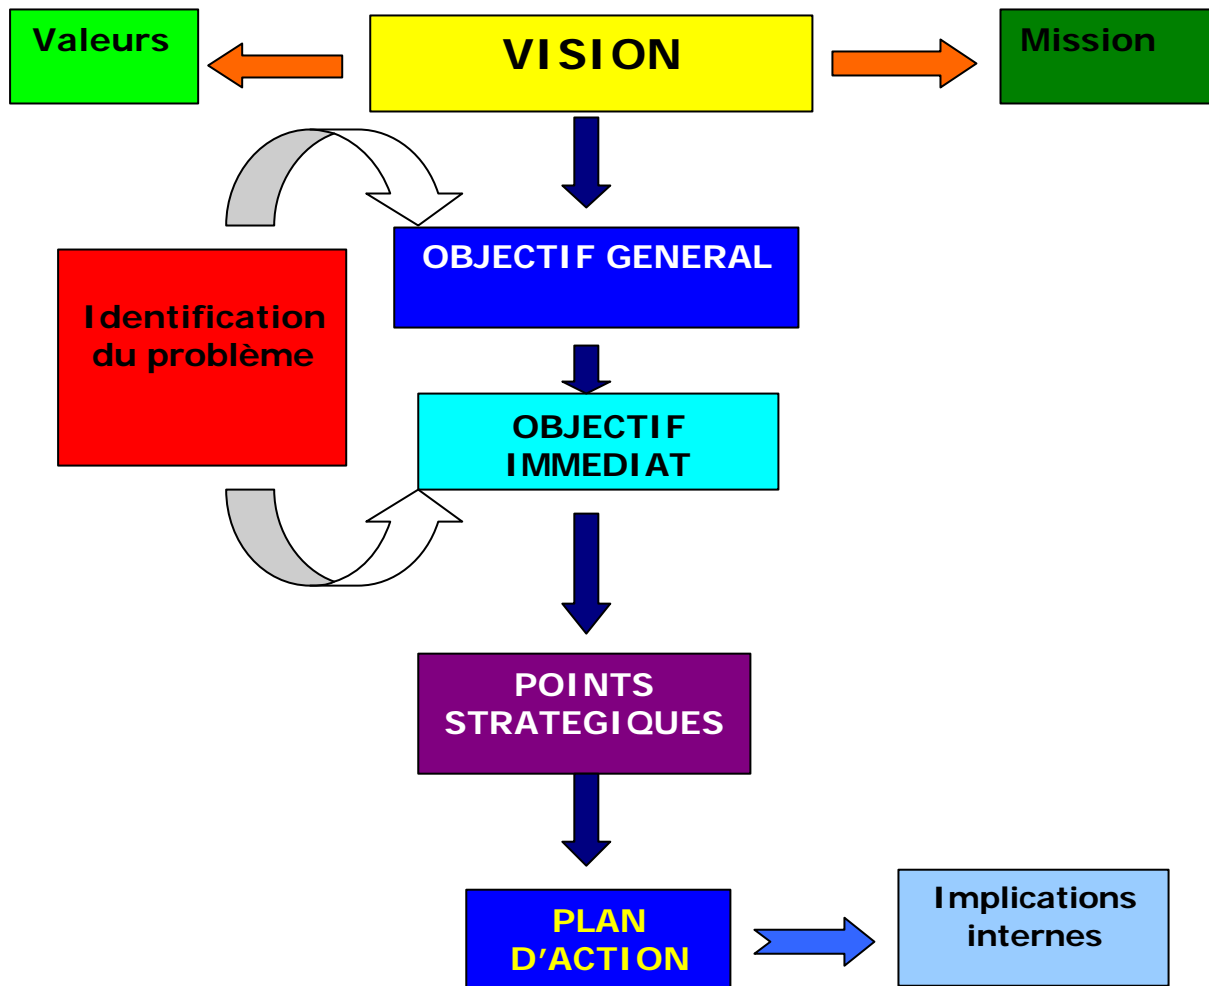 Valeurs
VISION
Mission
OBJECTIF GENERAL
Identification
du problème
OBJECTIF
IMMEDIAT
POINTS
STRATEGIQUES
PLAN
D’ACTION
Implications
internes